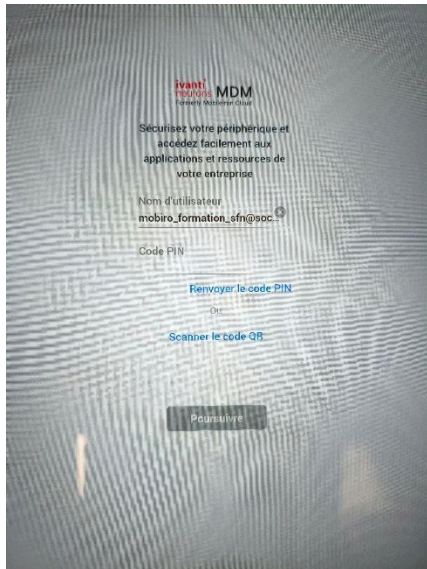 ivanti
neurons MDM
Formerly MobileIron Cloud
Sécurisez votre périphérique et
accédez facilement aux
applications et ressources de
votre entreprise
Nom d'utilisateur
mobiro_formation_sfn@soc...
Code PIN
Renvoyer le code PIN
Ou
Scanner le code QR
Poursuivre